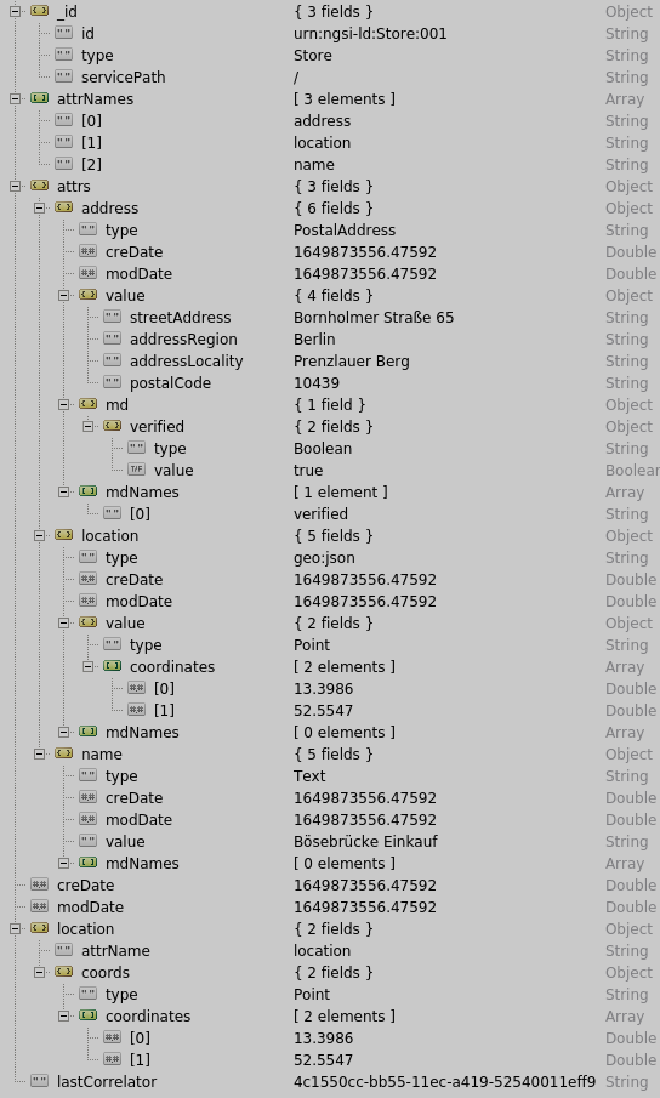 _id { 3 fields } Object
id urn:ngsi-ld:Store:001 String
type Store String
servicePath / String
attrNames [ 3 elements ] Array
[0] address String
[1] location String
[2] name String
attrs { 3 fields } Object
address { 6 fields } Object
type PostalAddress String
creDate 1649873556.47592 Double
modDate 1649873556.47592 Double
value { 4 fields } Object
streetAddress Bornholmer Straße 65 String
addressRegion Berlin String
addressLocality Prenzlauer Berg String
postalCode 10439 String
md { 1 field } Object
verified { 2 fields } Object
type Boolean String
value true Boolean
mdNames [ 1 element ] Array
[0] verified String
location { 5 fields } Object
type geo:json String
creDate 1649873556.47592 Double
modDate 1649873556.47592 Double
value { 2 fields } Object
type Point String
coordinates [ 2 elements ] Array
[0] 13.3986 Double
[1] 52.5547 Double
mdNames [ 0 elements ] Array
name { 5 fields } Object
type Text String
creDate 1649873556.47592 Double
modDate 1649873556.47592 Double
value Bösebrücke Einkauf String
mdNames [ 0 elements ] Array
creDate 1649873556.47592 Double
modDate 1649873556.47592 Double
location { 2 fields } Object
attrName location String
coords { 2 fields } Object
type Point String
coordinates [ 2 elements ] Array
[0] 13.3986 Double
[1] 52.5547 Double
lastCorrelator 4c1550cc-bb55-11ec-a419-52540011eff9 String